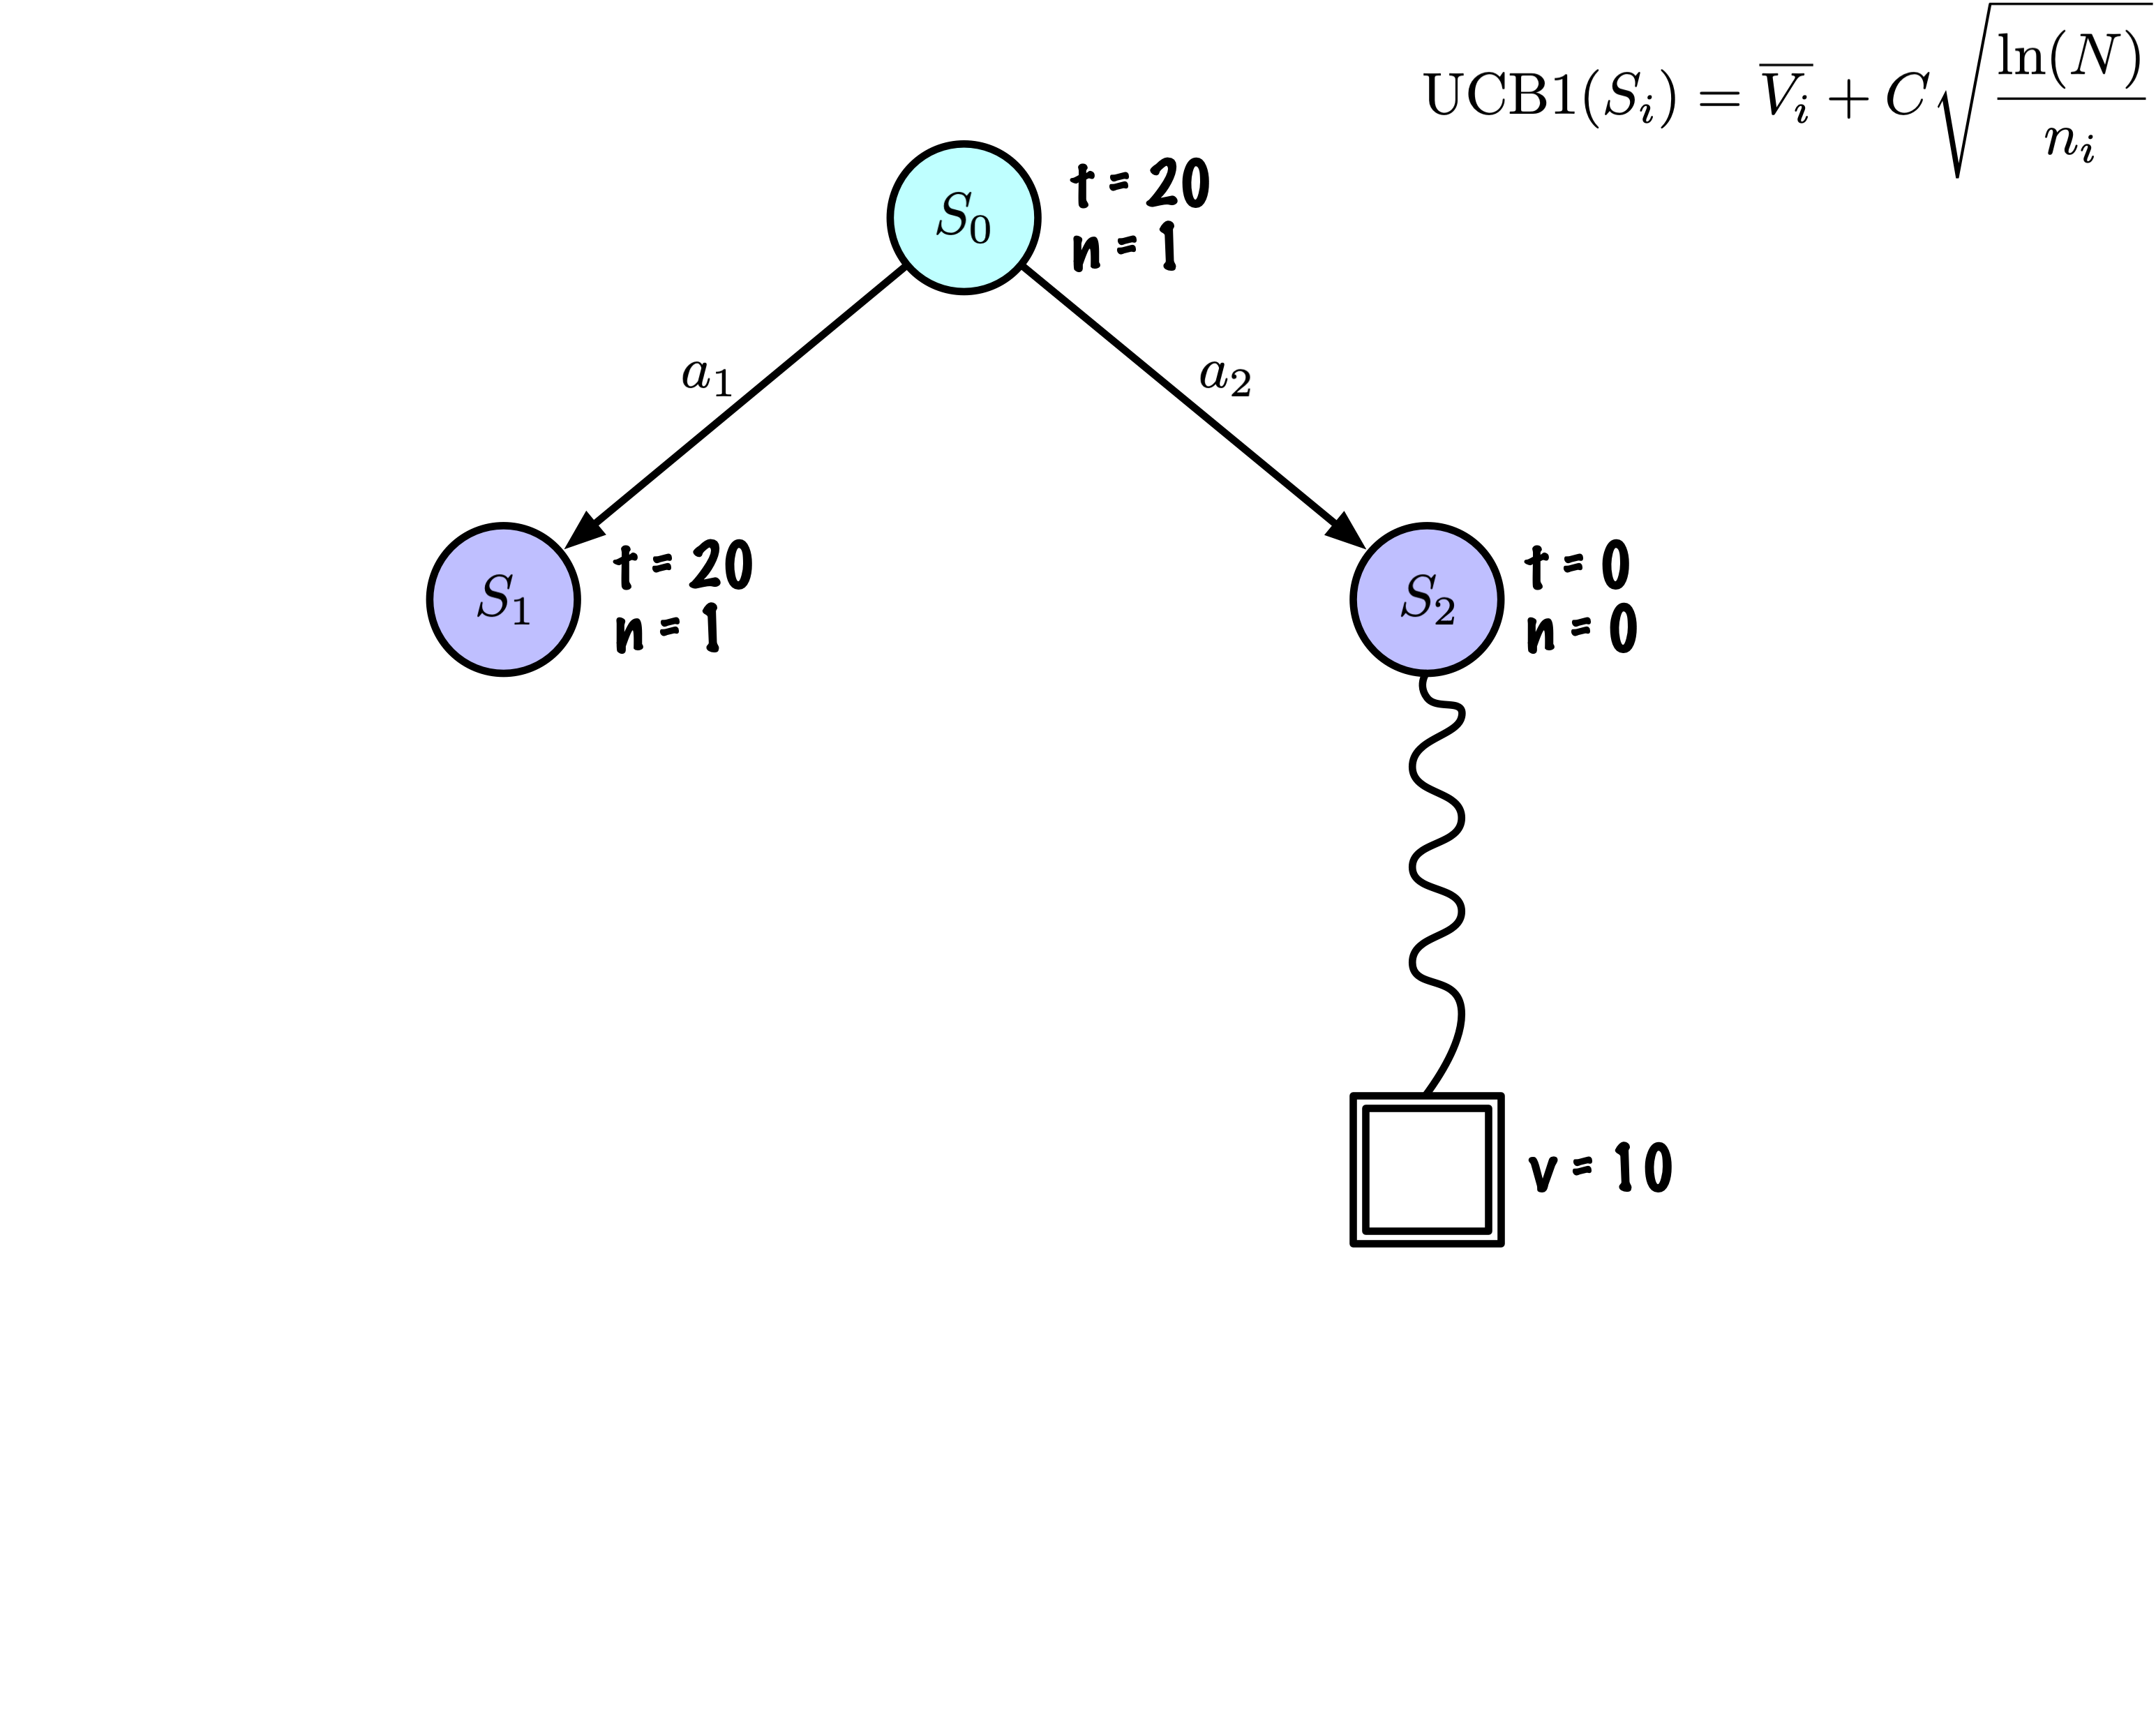 UCB1(S_i) = \overline{V_i} + C\sqrt{\frac{\ln(N)}{n_i}}
S_0
t = 20
n = 1
a_1
a_2
S_1
t = 20
n = 1
S_2
t = 0
n = 0
v = 10